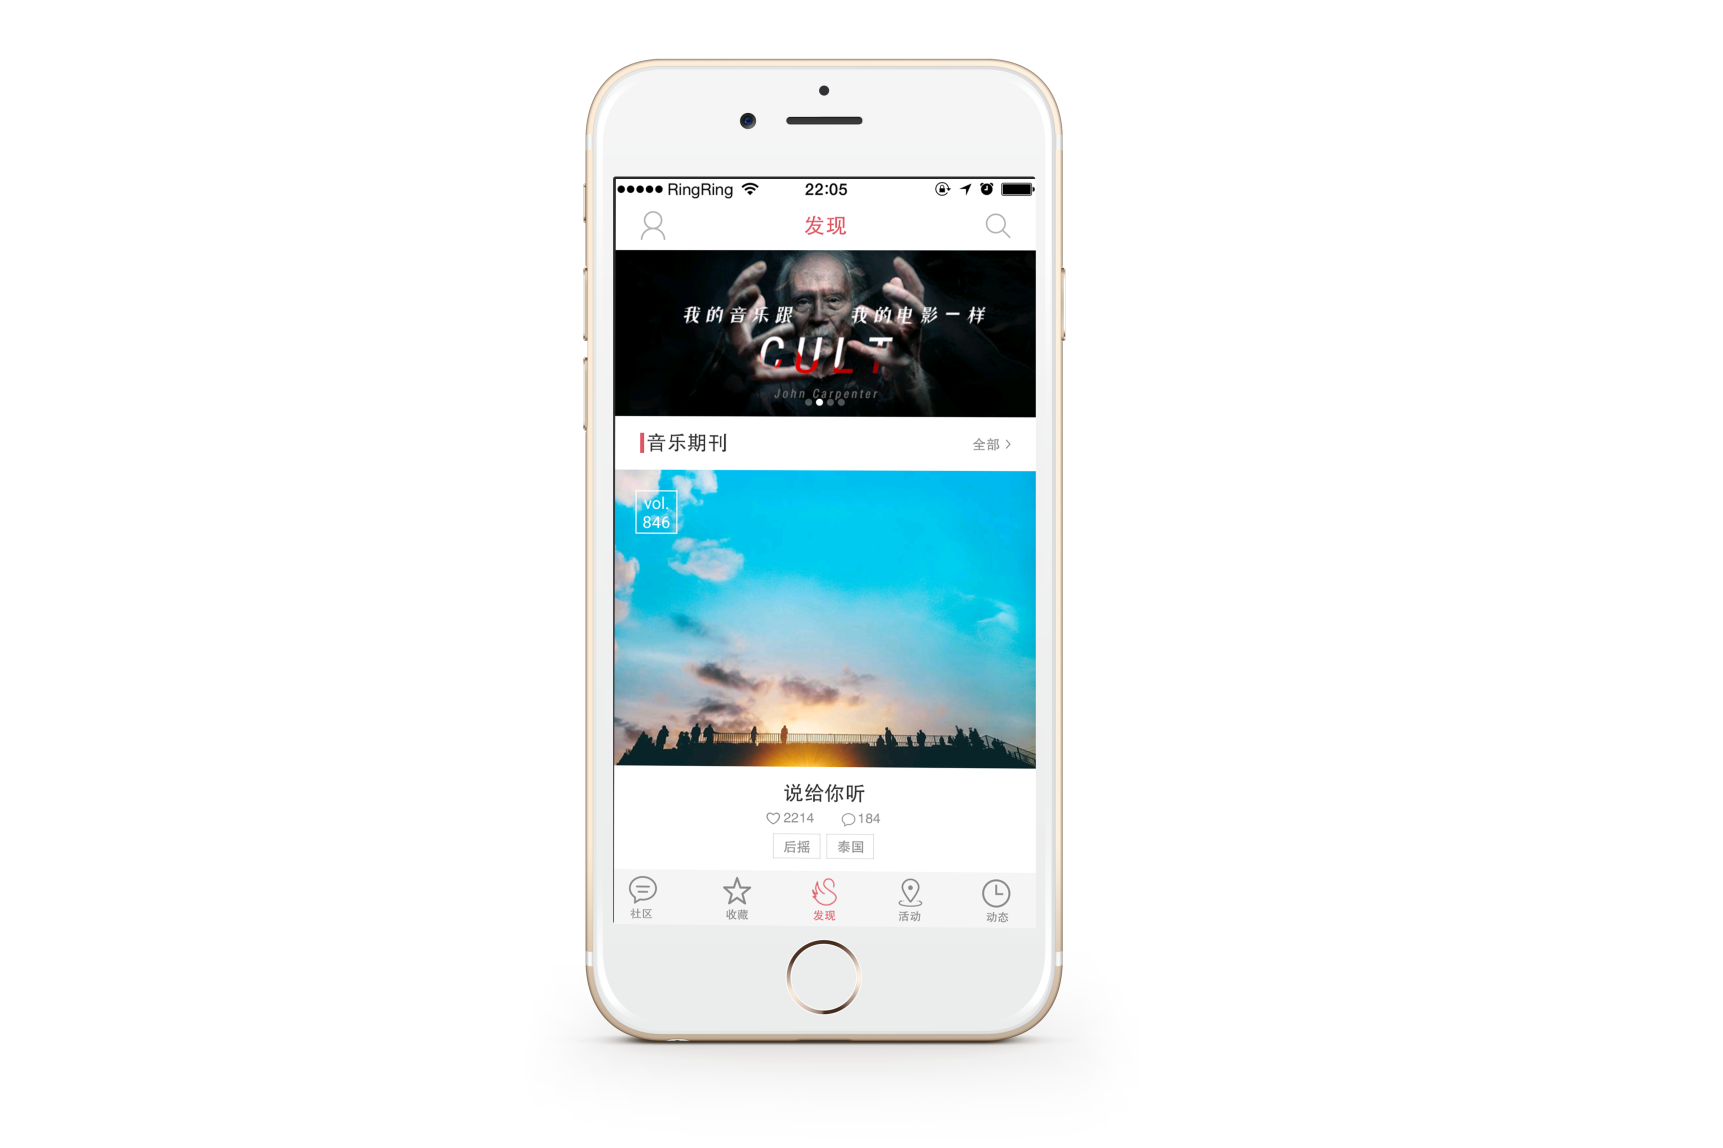 RingRing 22:05
发现
我的音乐跟 我的电影一样
CULT
John Carpenter
音乐期刊 全部
vol.
846
说给你听
2214 184
后摇 泰国
社区 收藏 发现 活动 动态